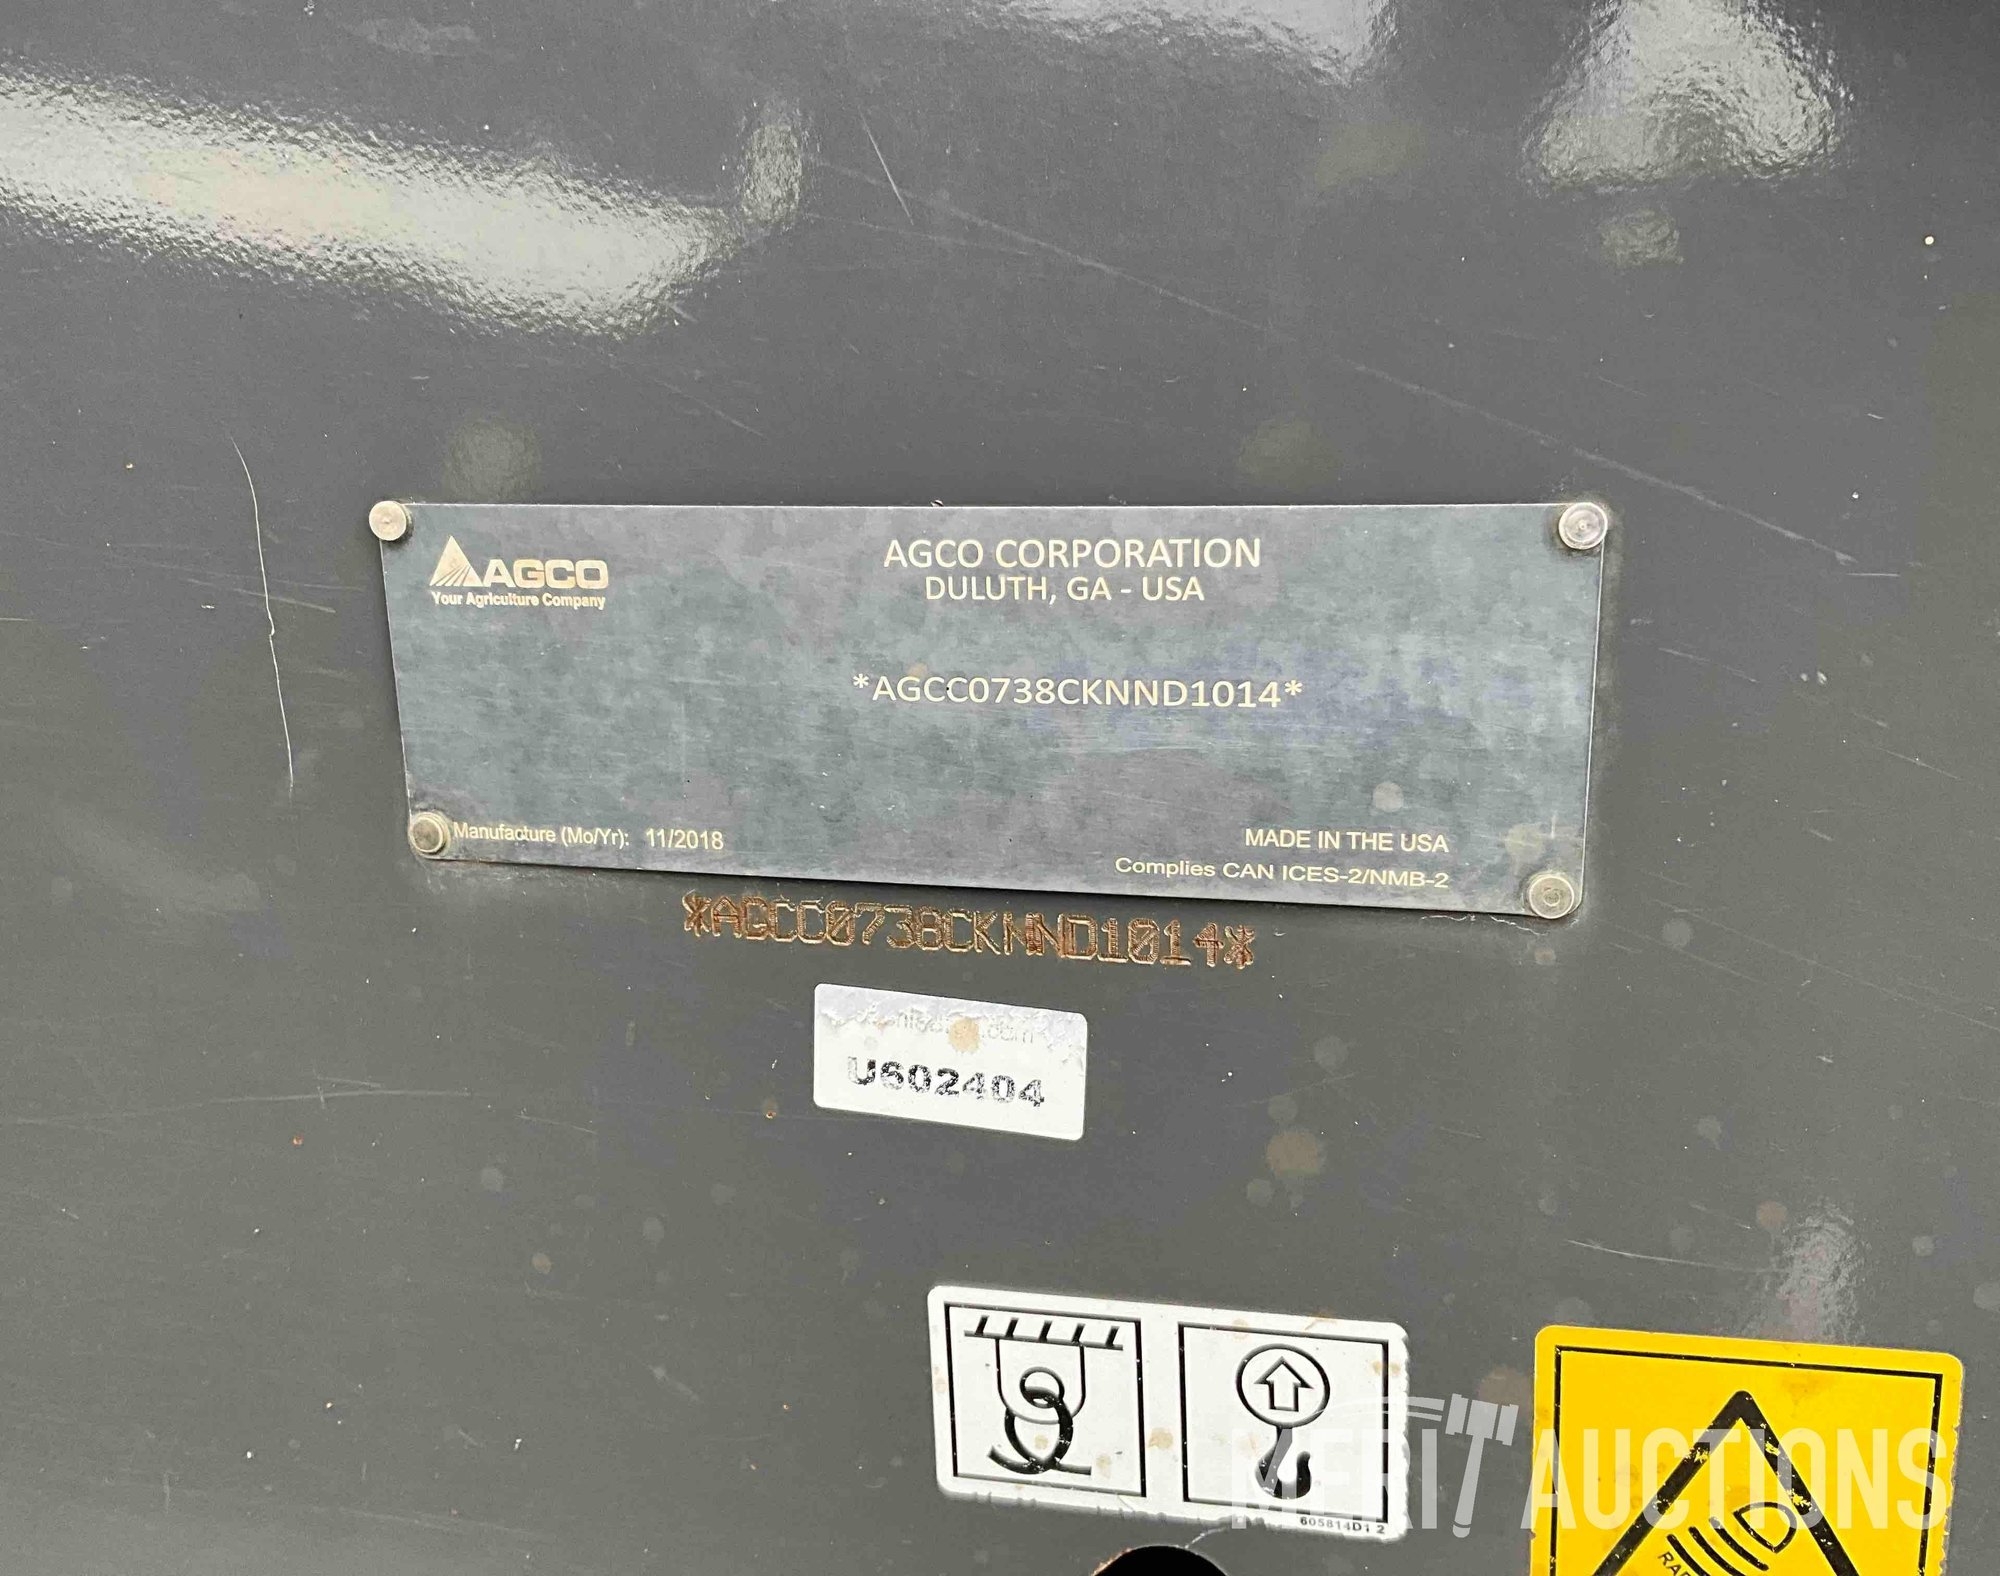 AGCO
Your Agriculture Company
AGCO CORPORATION
DULUTH, GA - USA
*AGCC0738CKNND1014*
Manufacture (Mo/Yr): 11/2018
MADE IN THE USA
Complies CAN ICES-2/NMB-2
*AGCC0738CKNND1014*
U602404
605814D1 2
MERIT AUCTIONS